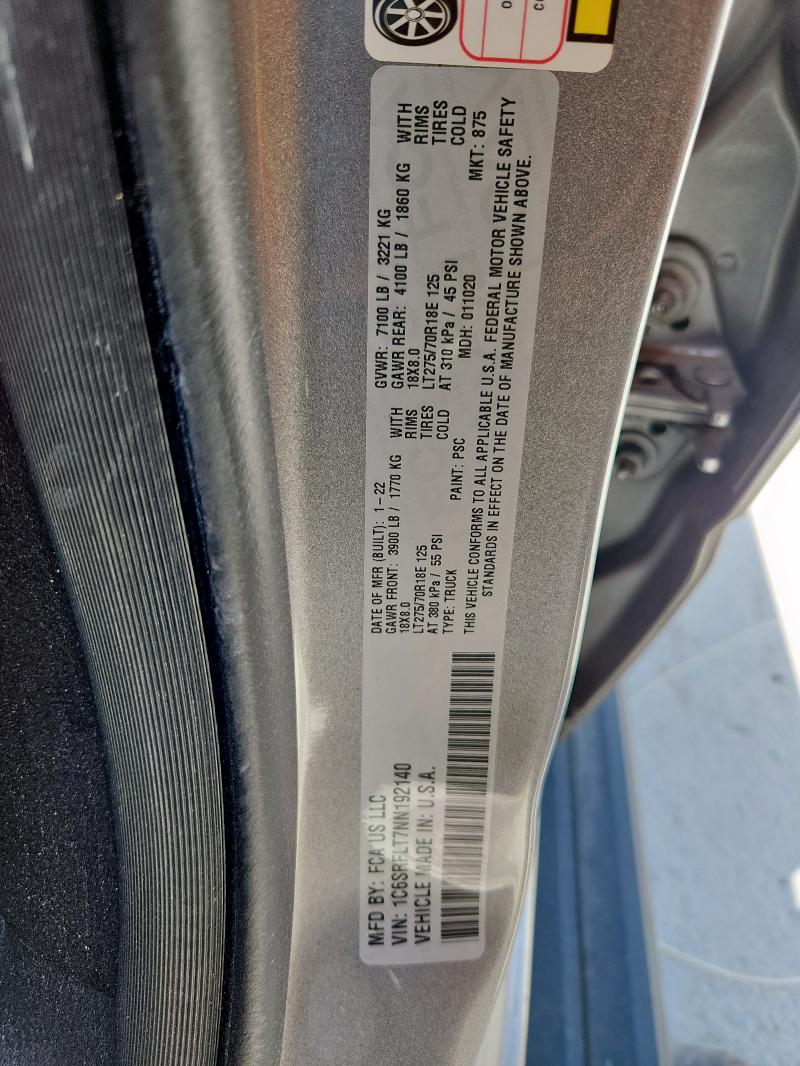 MFD BY: FCA US LLC
VIN: 1C6SRFLT7NN192140
VEHICLE MADE IN: U.S.A.
DATE OF MFR (BUILT): 1-22 GVWR: 7100 LB / 3221 KG
GAWR FRONT: 3900 LB / 1770 KG WITH GAWR REAR: 4100 LB / 1860 KG WITH
18X8.0 RIMS 18X8.0 RIMS
LT275/70R18E 125 TIRES LT275/70R18E 125 TIRES
AT 380 kPa / 55 PSI COLD AT 310 kPa / 45 PSI COLD
TYPE: TRUCK PAINT: PSC MDH: 011020 MKT: 875
THIS VEHICLE CONFORMS TO ALL APPLICABLE U.S.A. FEDERAL MOTOR VEHICLE SAFETY
STANDARDS IN EFFECT ON THE DATE OF MANUFACTURE SHOWN ABOVE.